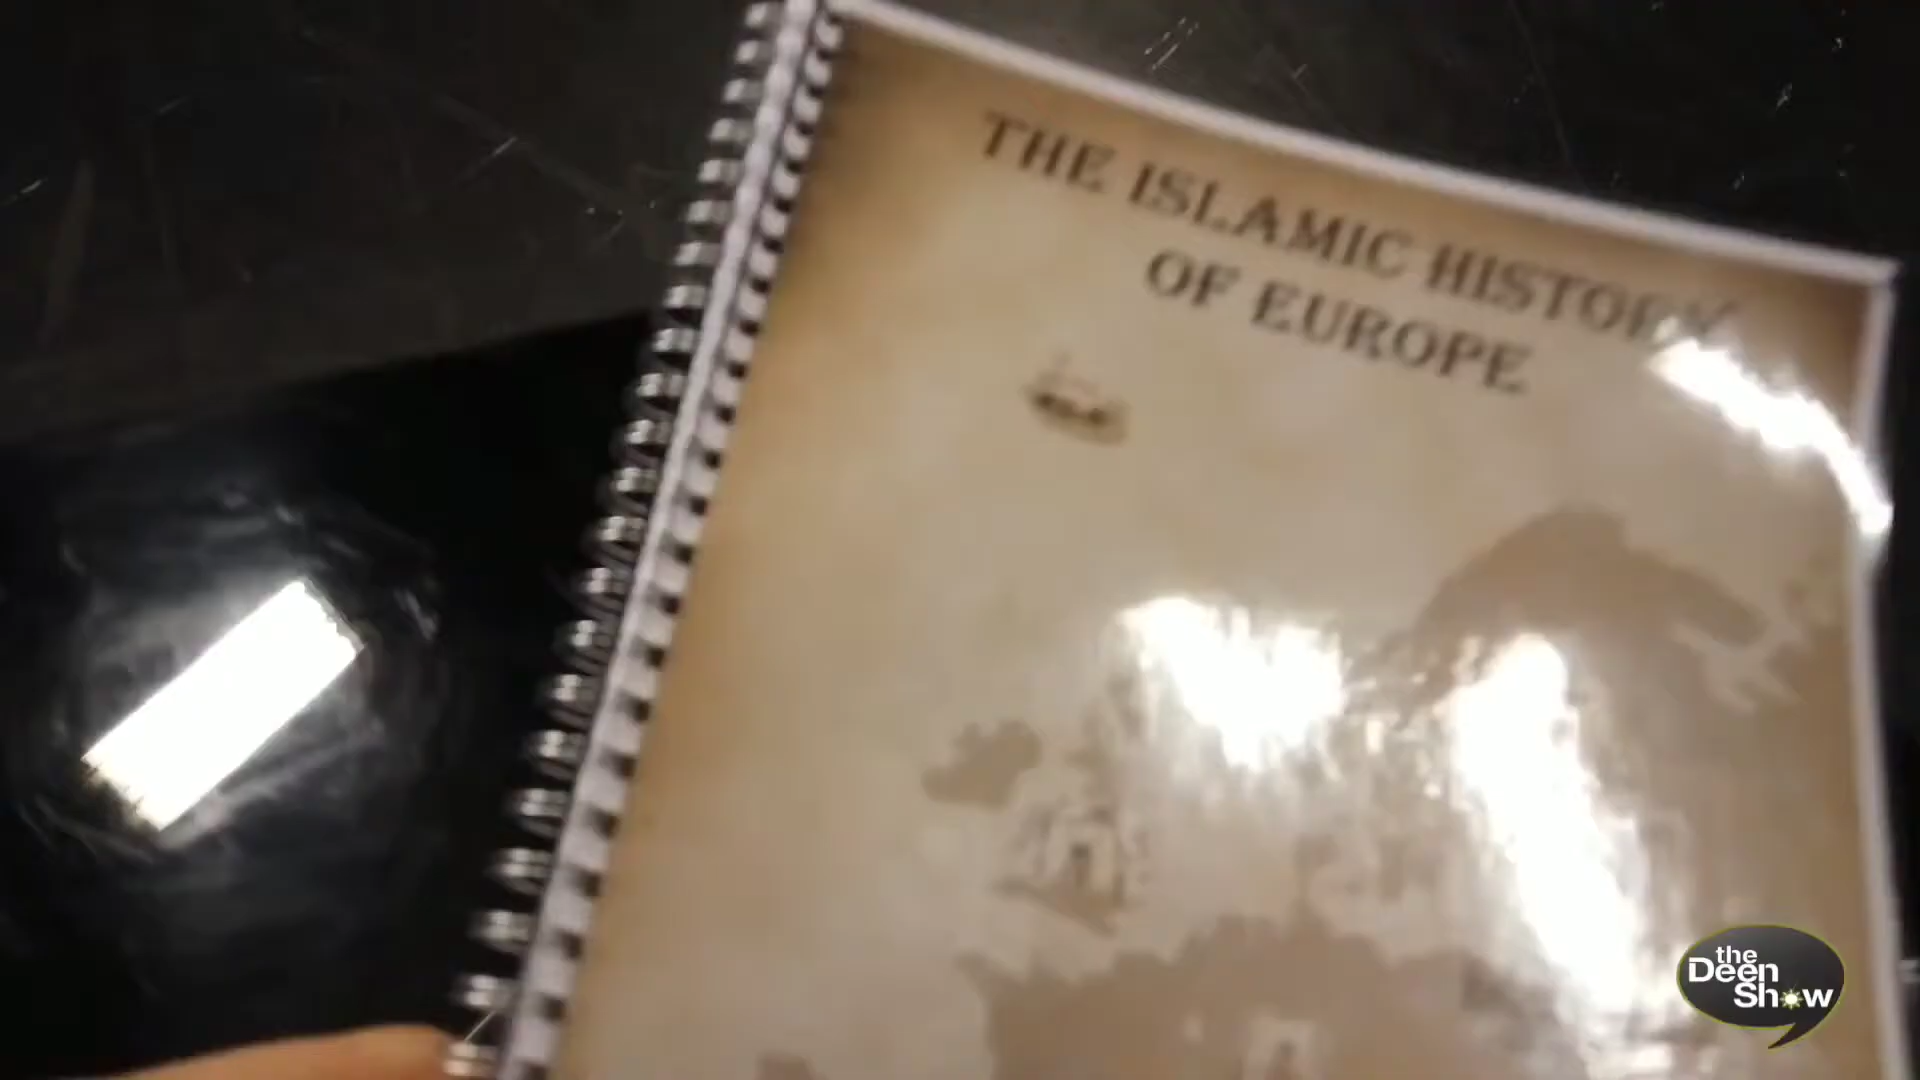 THE ISLAMIC HISTORY
OF EUROPE
the
Deen
Show